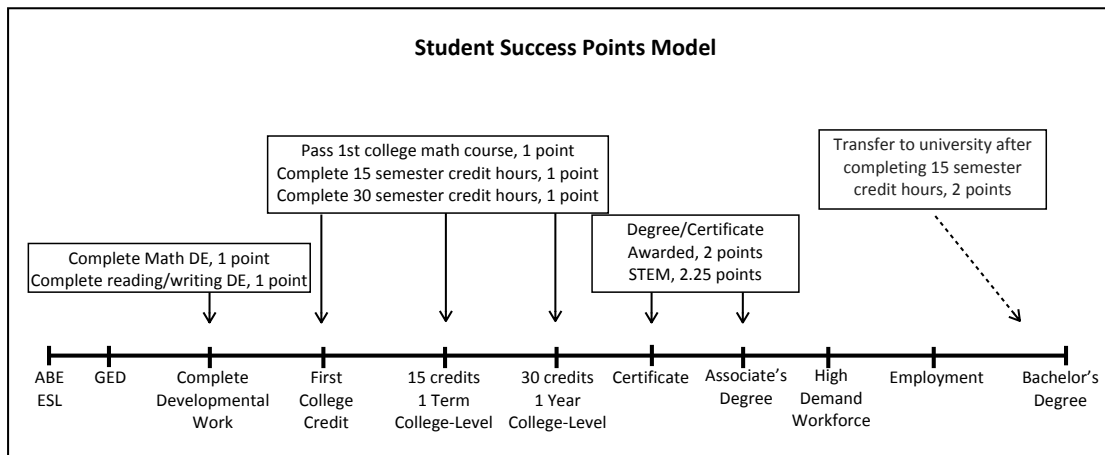 Student Success Points Model
Transfer to university after
completing 15 semester
credit hours, 2 points
Pass 1st college math course, 1 point
Complete 15 semester credit hours, 1 point
Complete 30 semester credit hours, 1 point
Degree/Certificate
Awarded, 2 points
STEM, 2.25 points
Complete Math DE, 1 point
Complete reading/writing DE, 1 point
ABE
ESL
GED
Complete
Developmental
Work
First
College
Credit
15 credits
1 Term
College-Level
30 credits
1 Year
College-Level
Certificate
Associate’s
Degree
High
Demand
Workforce
Employment
Bachelor’s
Degree